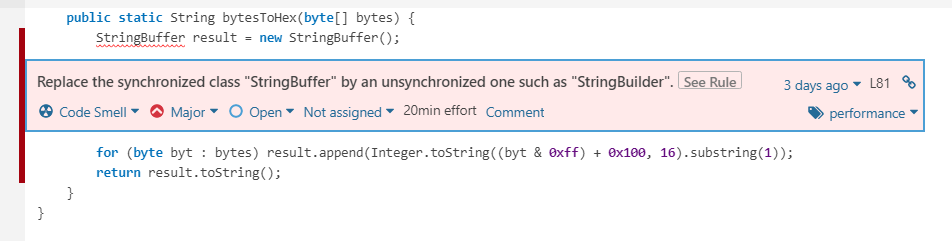 public static String bytesToHex(byte[] bytes) {
StringBuffer result = new StringBuffer();
Replace the synchronized class "StringBuffer" by an unsynchronized one such as "StringBuilder". See Rule 3 days ago L81
Code Smell Major Open Not assigned 20min effort Comment performance
for (byte byt : bytes) result.append(Integer.toString((byt & 0xff) + 0x100, 16).substring(1));
return result.toString();
}
}